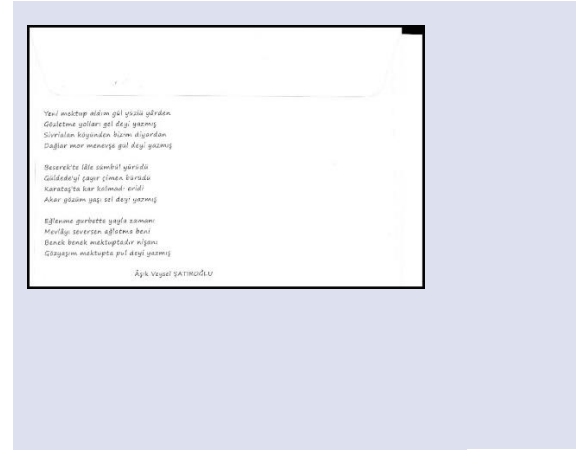 Yeni mektup aldım gül yüzlü yârden
Gözletme yolları gel deyi yazmış
Sivrialan köyünden bizim diyardan
Dağlar mor menevşe gül deyi yazmış
Beserek'te lâle sümbül yürüdü
Güldede'yi çayır çimen bürüdü
Karataş'ta kar kalmadı eridi
Akar gözüm yaşı sel deyi yazmış
Eğlenme gurbette yayla zamanı
Mevlâyı seversen ağlatma beni
Benek benek mektuptadır nişanı
Gözyaşım mektupta pul deyi yazmış
Âşık Veysel ŞATIROĞLU